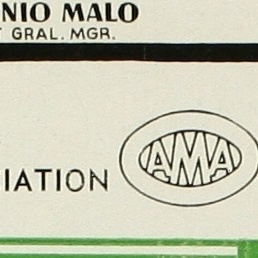 NIO MALO
GRAL. MGR.
IATION
AMA